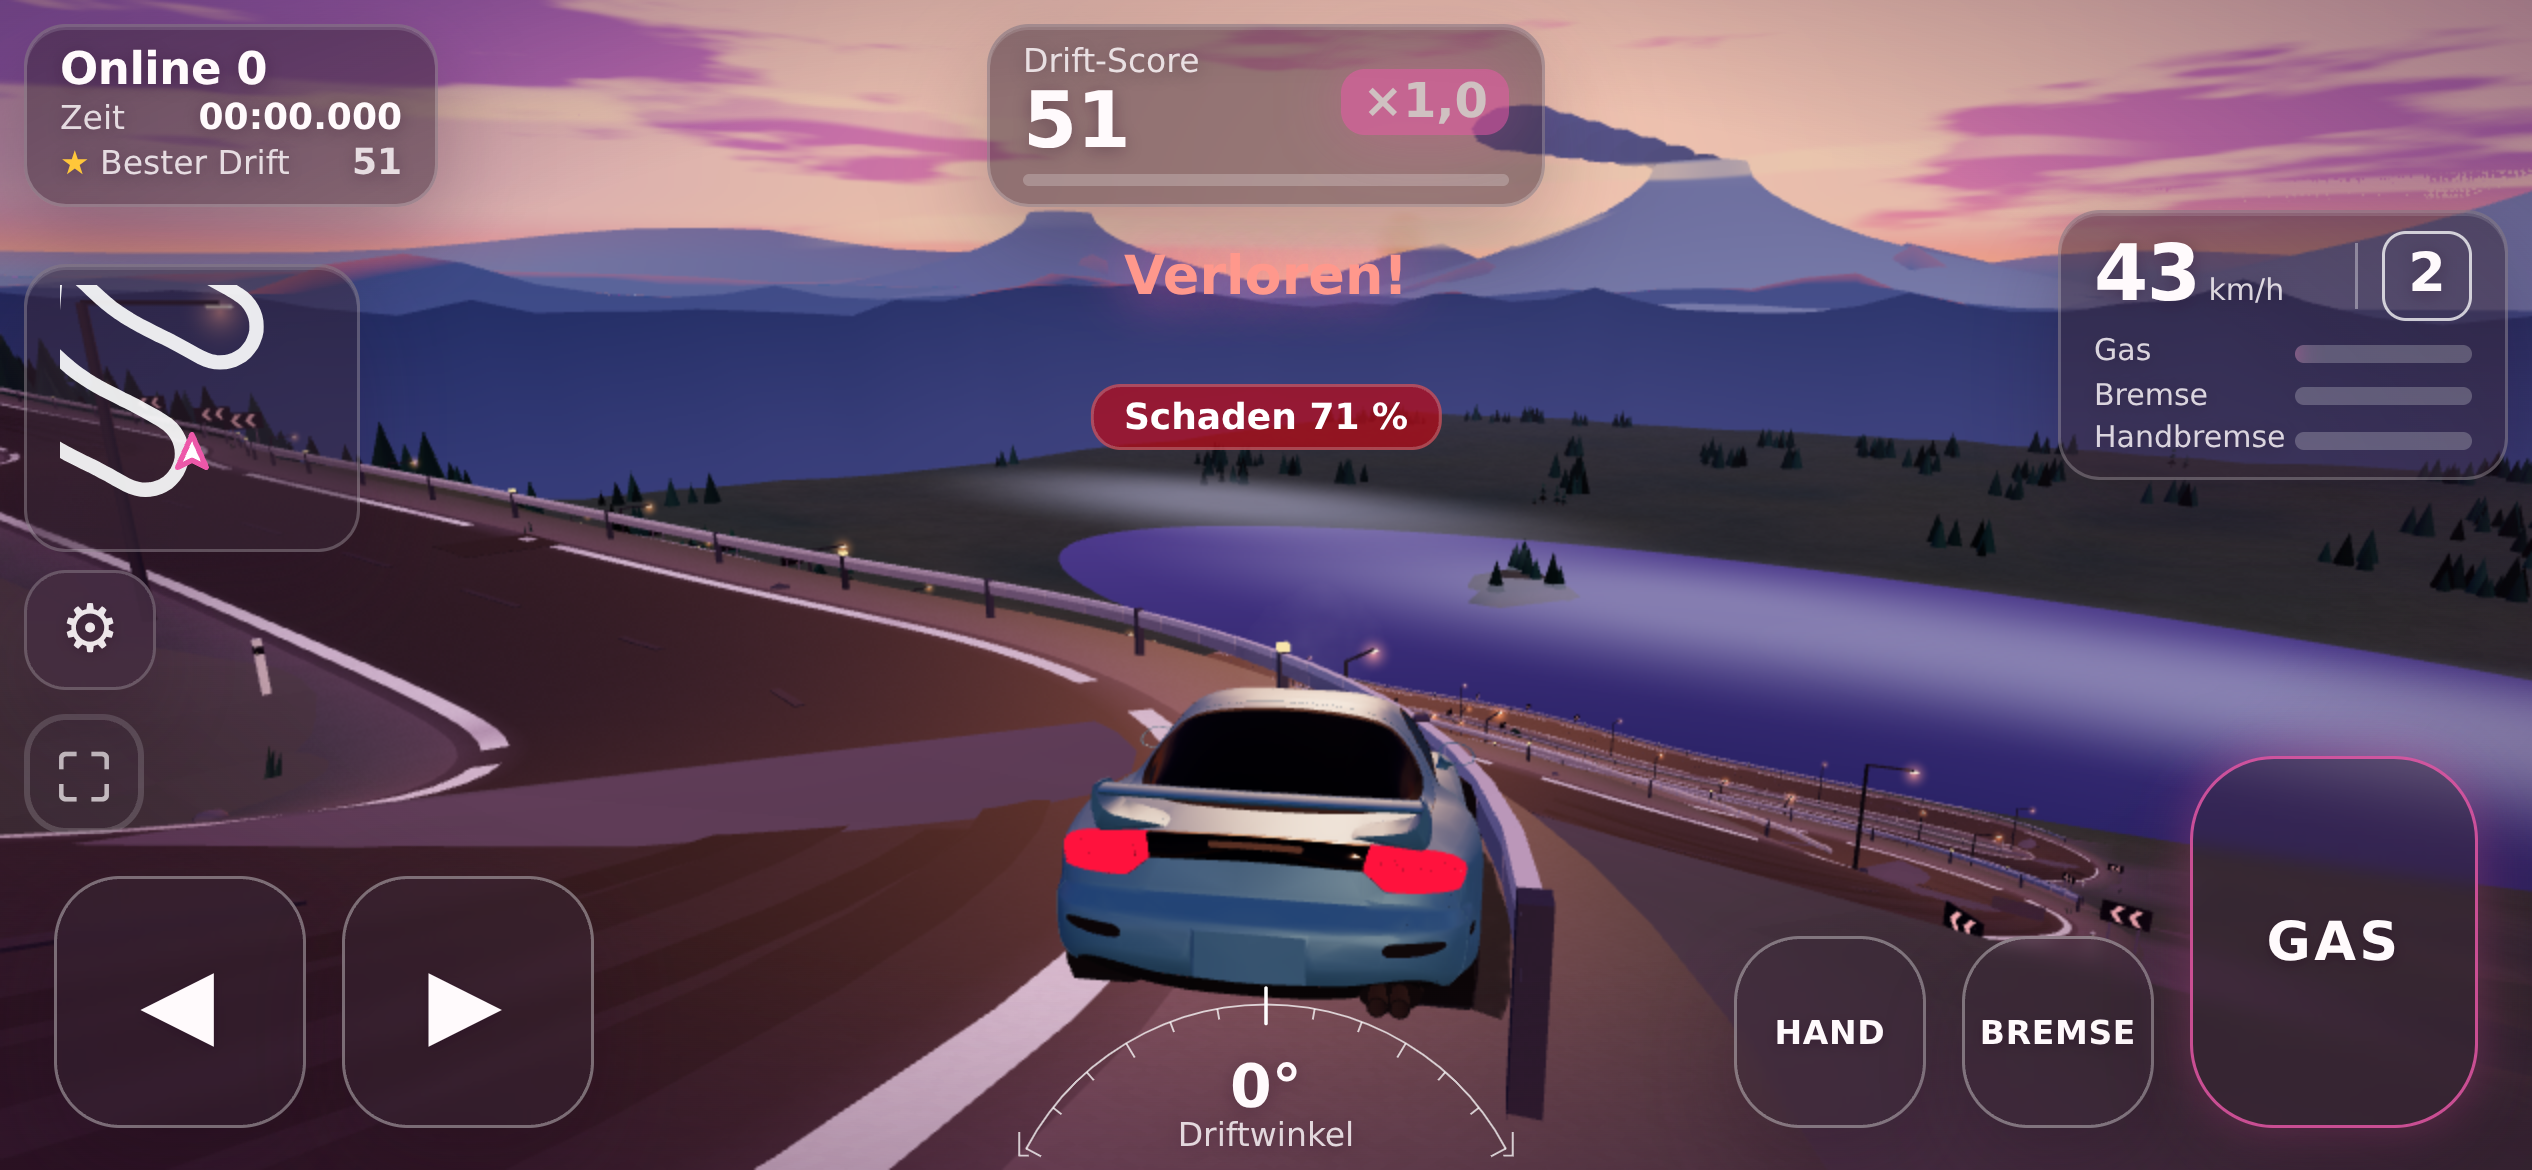 Online 0
Zeit 00:00.000
★ Bester Drift 51
Drift-Score
51
×1,0
Verloren!
Schaden 71 %
43 km/h 2
Gas
Bremse
Handbremse
GAS
HAND
BREMSE
0°
Driftwinkel